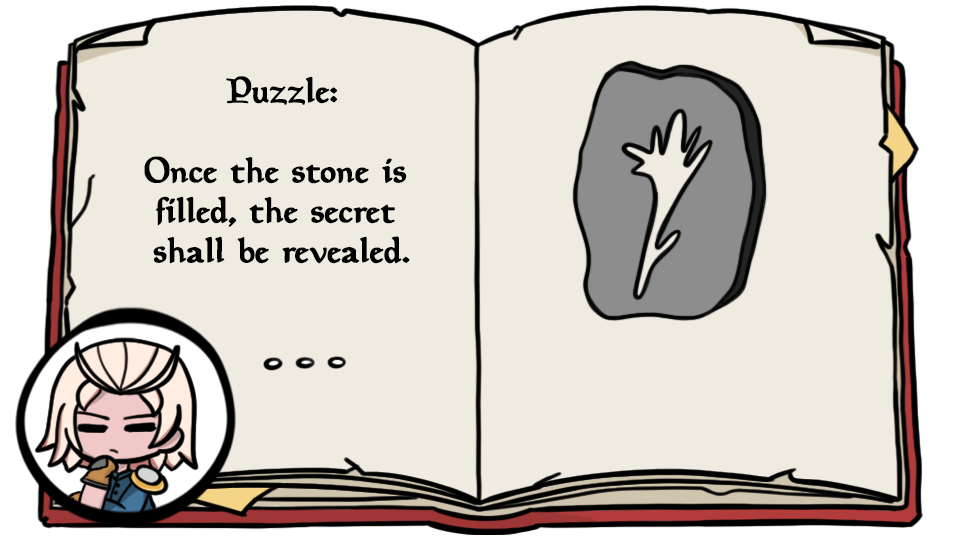 Puzzle:
Once the stone is
filled, the secret
shall be revealed.